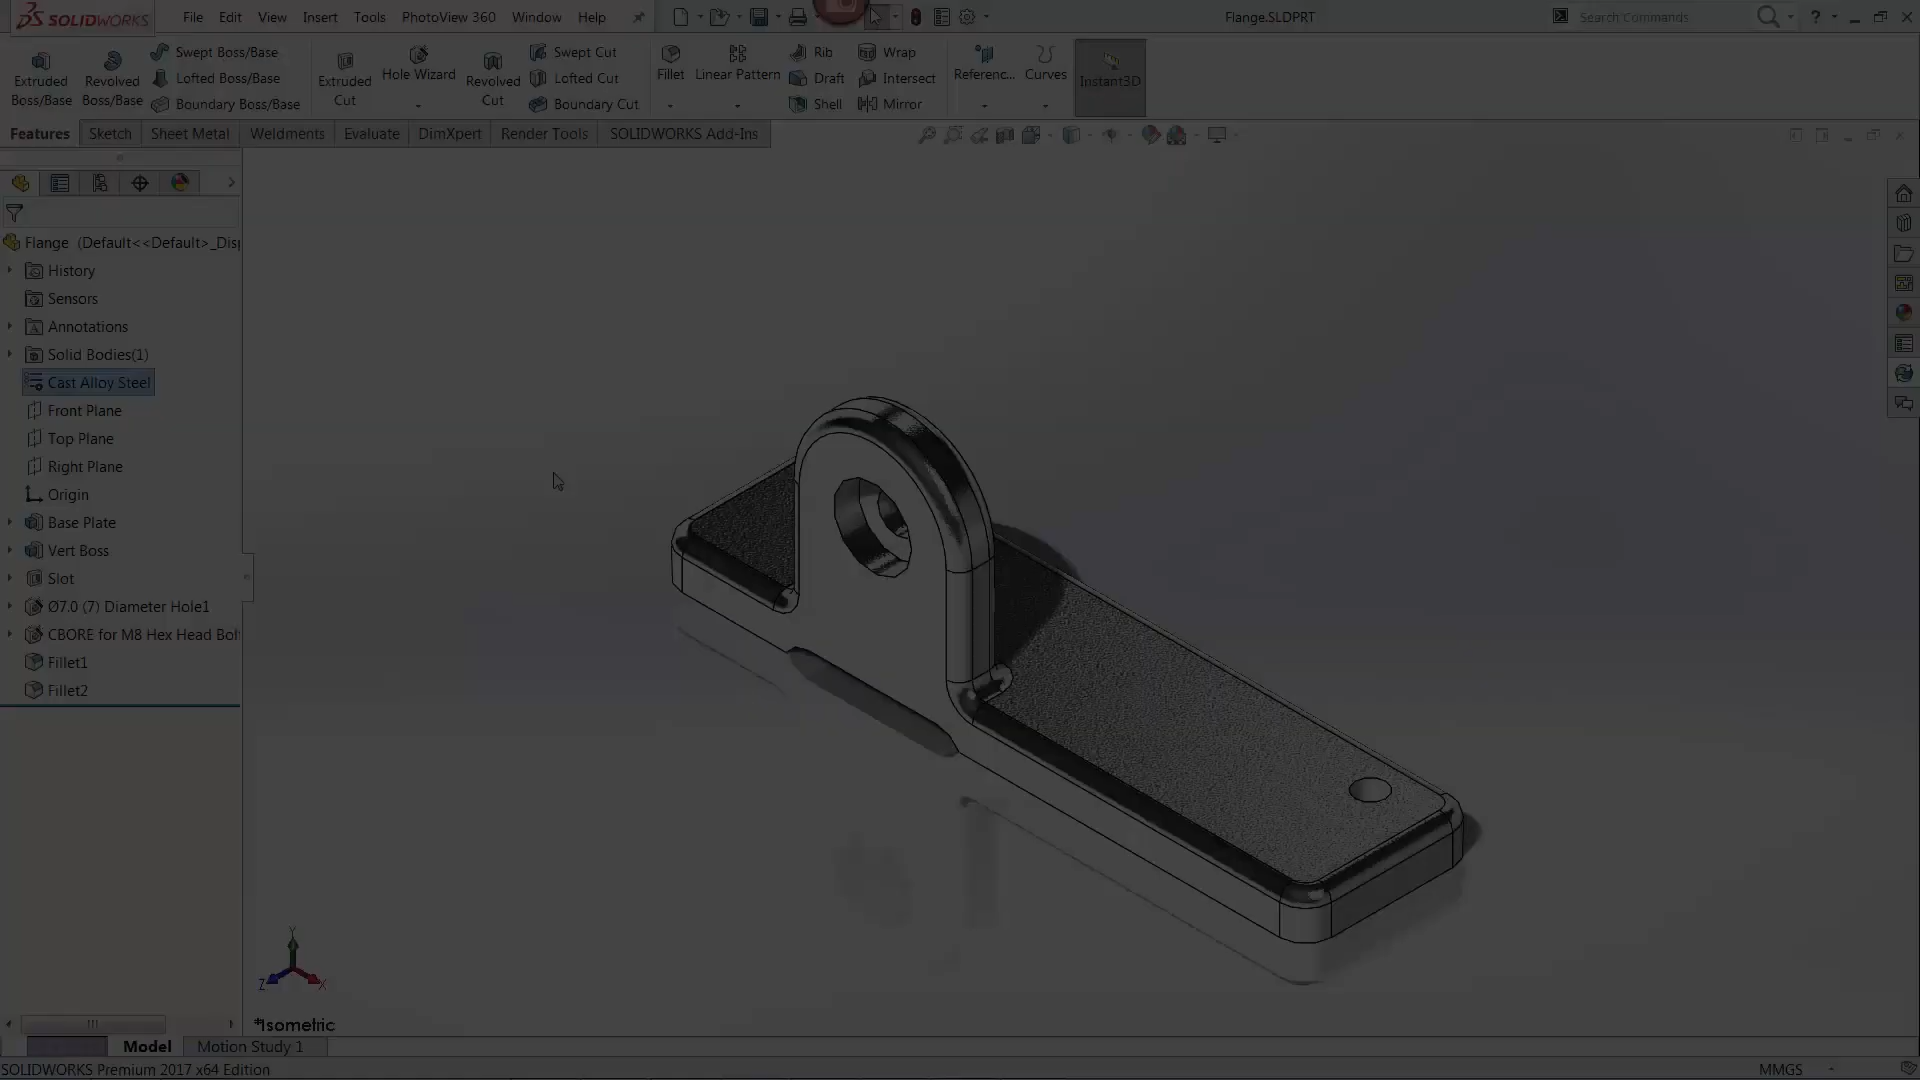 SOLIDWORKS
File Edit View Insert Tools PhotoView 360 Window Help
Flange.SLDPRT
Search Commands
?
Extruded Boss/Base
Revolved Boss/Base
Swept Boss/Base
Lofted Boss/Base
Boundary Boss/Base
Extruded Cut
Hole Wizard
Revolved Cut
Swept Cut
Lofted Cut
Boundary Cut
Fillet
Linear Pattern
Rib
Draft
Shell
Wrap
Intersect
Mirror
Referenc...
Curves
Instant3D
Features Sketch Sheet Metal Weldments Evaluate DimXpert Render Tools SOLIDWORKS Add-Ins
Flange (Default<<Default>_Disp
History
Sensors
Annotations
Solid Bodies(1)
Cast Alloy Steel
Front Plane
Top Plane
Right Plane
Origin
Base Plate
Vert Boss
Slot
Ø7.0 (7) Diameter Hole1
CBORE for M8 Hex Head Bolt
Fillet1
Fillet2
Y
Z
X
*Isometric
Model Motion Study 1
SOLIDWORKS Premium 2017 x64 Edition
MMGS